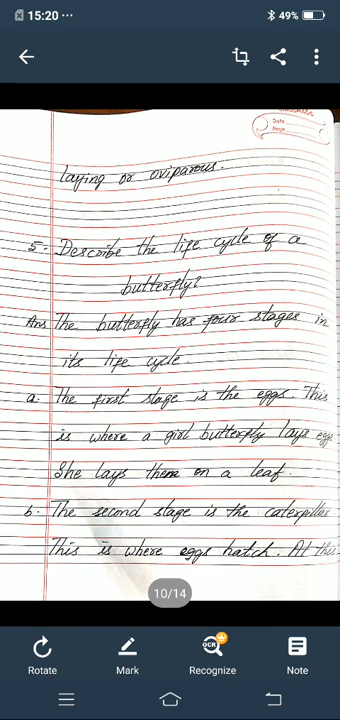 15:20 ... 49%
Date
Page
laying or oviparous.
5. Describe the life cycle of a
butterfly?
Ans The butterfly has four stages in
its life cycle
a. The first stage is the eggs. This
is where a girl butterfly lays egg
She lays them on a leaf.
b. The second stage is the caterpillar
This is where eggs hatch. At this
10/14
OCR
Rotate Mark Recognize Note